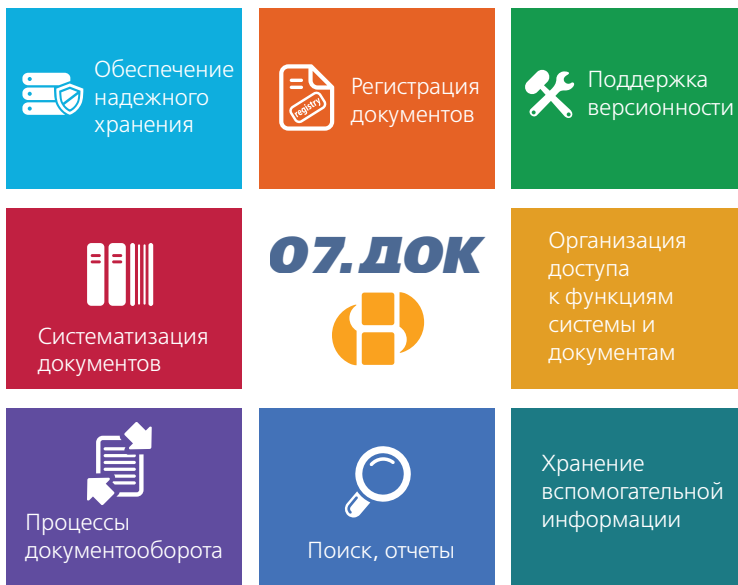 Обеспечение
надежного
хранения
registry
Регистрация
документов
Поддержка
версионности
Систематизация
документов
07.ДОК
Организация
доступа
к функциям
системы и
документам
Процессы
документооборота
Поиск, отчеты
Хранение
вспомогательной
информации